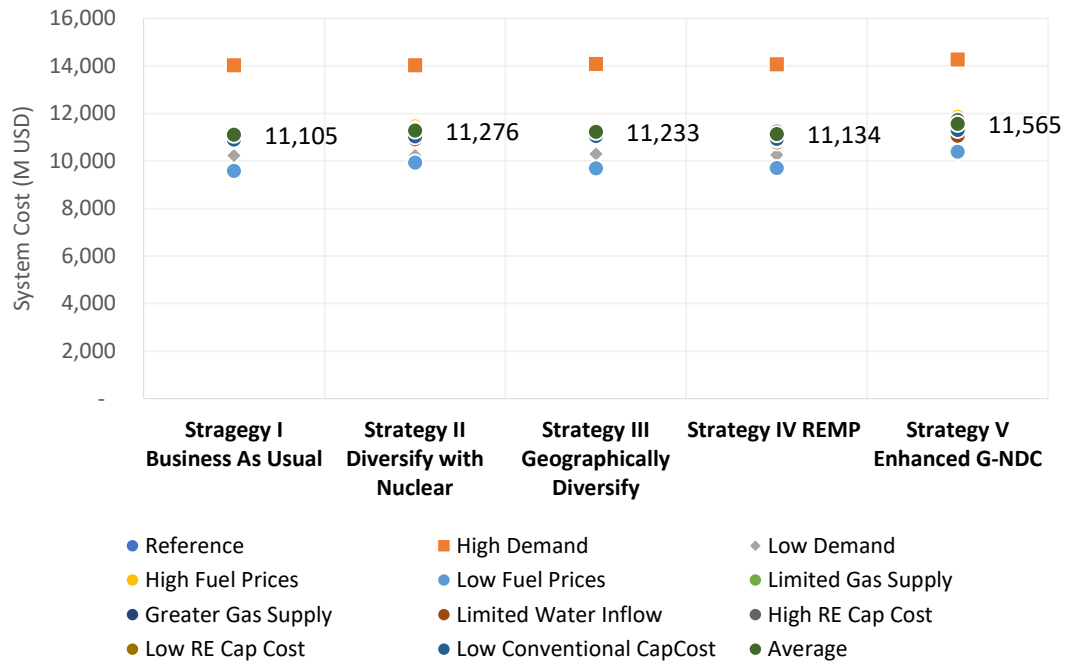 16,000
14,000
12,000
10,000
8,000
6,000
4,000
2,000
-
System Cost (M USD)
11,105
11,276
11,233
11,134
11,565
Stragegy I
Business As Usual
Strategy II
Diversify with
Nuclear
Strategy III
Geographically
Diversify
Strategy IV REMP
Strategy V
Enhanced G-NDC
Reference
High Demand
Low Demand
High Fuel Prices
Low Fuel Prices
Limited Gas Supply
Greater Gas Supply
Limited Water Inflow
High RE Cap Cost
Low RE Cap Cost
Low Conventional CapCost
Average